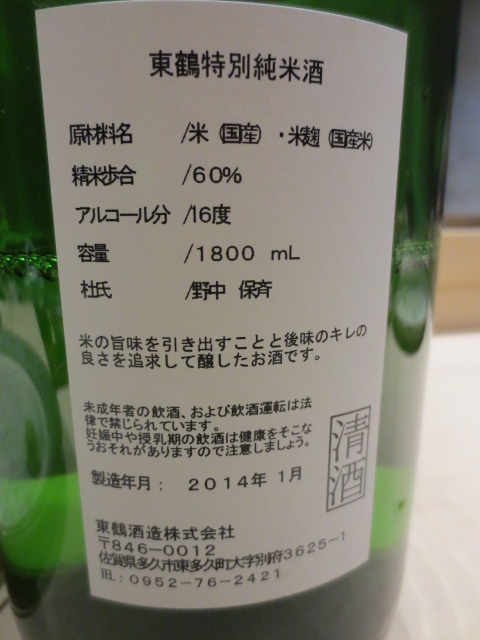 東鶴特別純米酒
原材料名 /米（国産）・米麹（国産米）
精米歩合 /60%
アルコール分 /16度
容量 /1800 mL
杜氏 /野中 保斉
米の旨味を引き出すことと後味のキレの
良さを追求して醸したお酒です。
未成年者の飲酒、および飲酒運転は法
律で禁じられています。
妊娠中や授乳期の飲酒は健康をそこな
うおそれがありますので注意しましょう。
清酒
製造年月： 2014年 1月
東鶴酒造株式会社
〒846-0012
佐賀県多久市東多久町大字別府3625-1
TEL：0952-76-2421